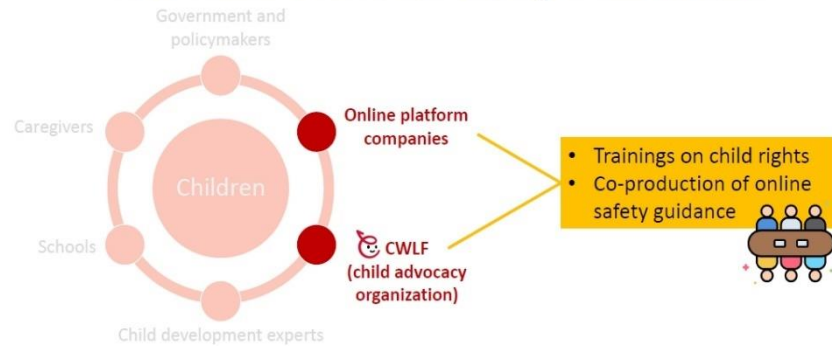 Government and
policymakers
Caregivers
Online platform
companies
Children
• Trainings on child rights
• Co-production of online
safety guidance
Schools
CWLF
(child advocacy
organization)
Child development experts